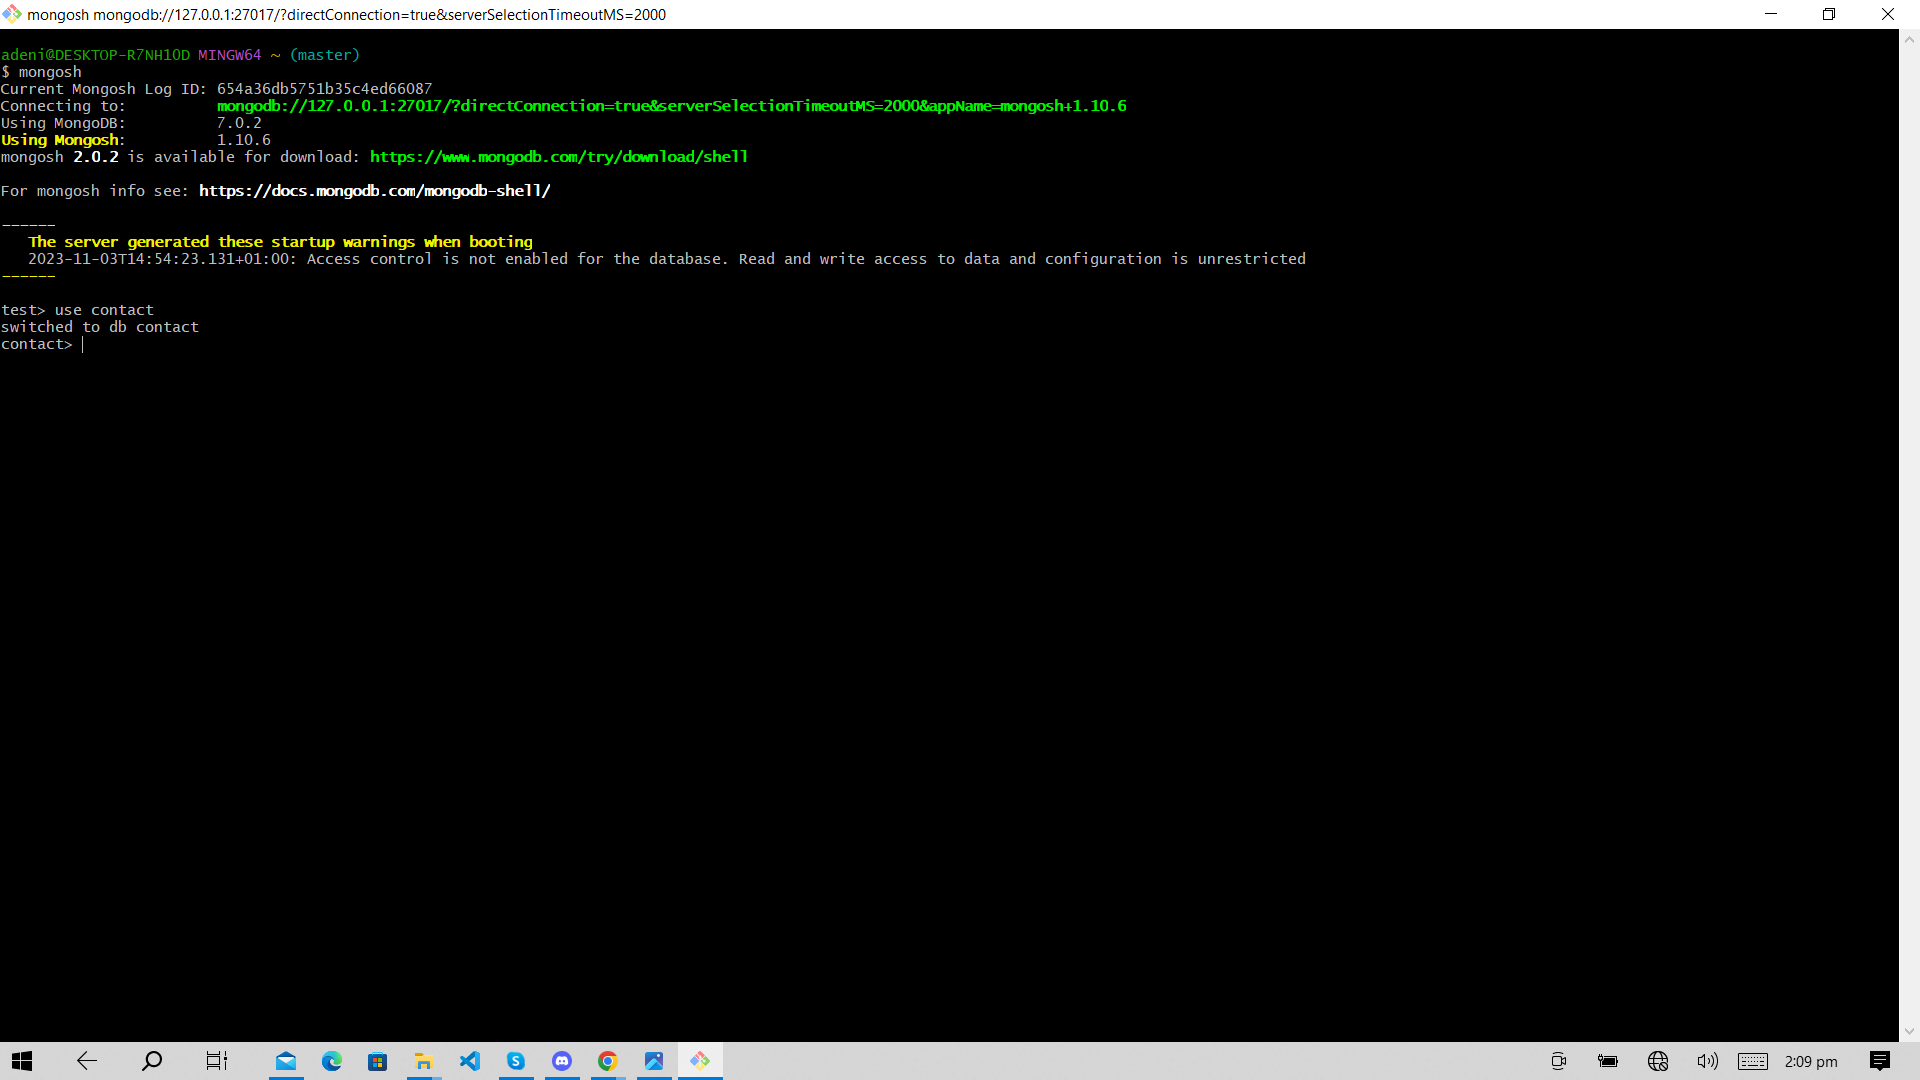 mongosh mongodb://127.0.0.1:27017/?directConnection=true&serverSelectionTimeoutMS=2000
adeni@DESKTOP-R7NH10D MINGW64 ~ (master)
$ mongosh
Current Mongosh Log ID: 654a36db5751b35c4ed66087
Connecting to: mongodb://127.0.0.1:27017/?directConnection=true&serverSelectionTimeoutMS=2000&appName=mongosh+1.10.6
Using MongoDB: 7.0.2
Using Mongosh: 1.10.6
mongosh 2.0.2 is available for download: https://www.mongodb.com/try/download/shell
For mongosh info see: https://docs.mongodb.com/mongodb-shell/
------
The server generated these startup warnings when booting
2023-11-03T14:54:23.131+01:00: Access control is not enabled for the database. Read and write access to data and configuration is unrestricted
------
test> use contact
switched to db contact
contact>
2:09 pm